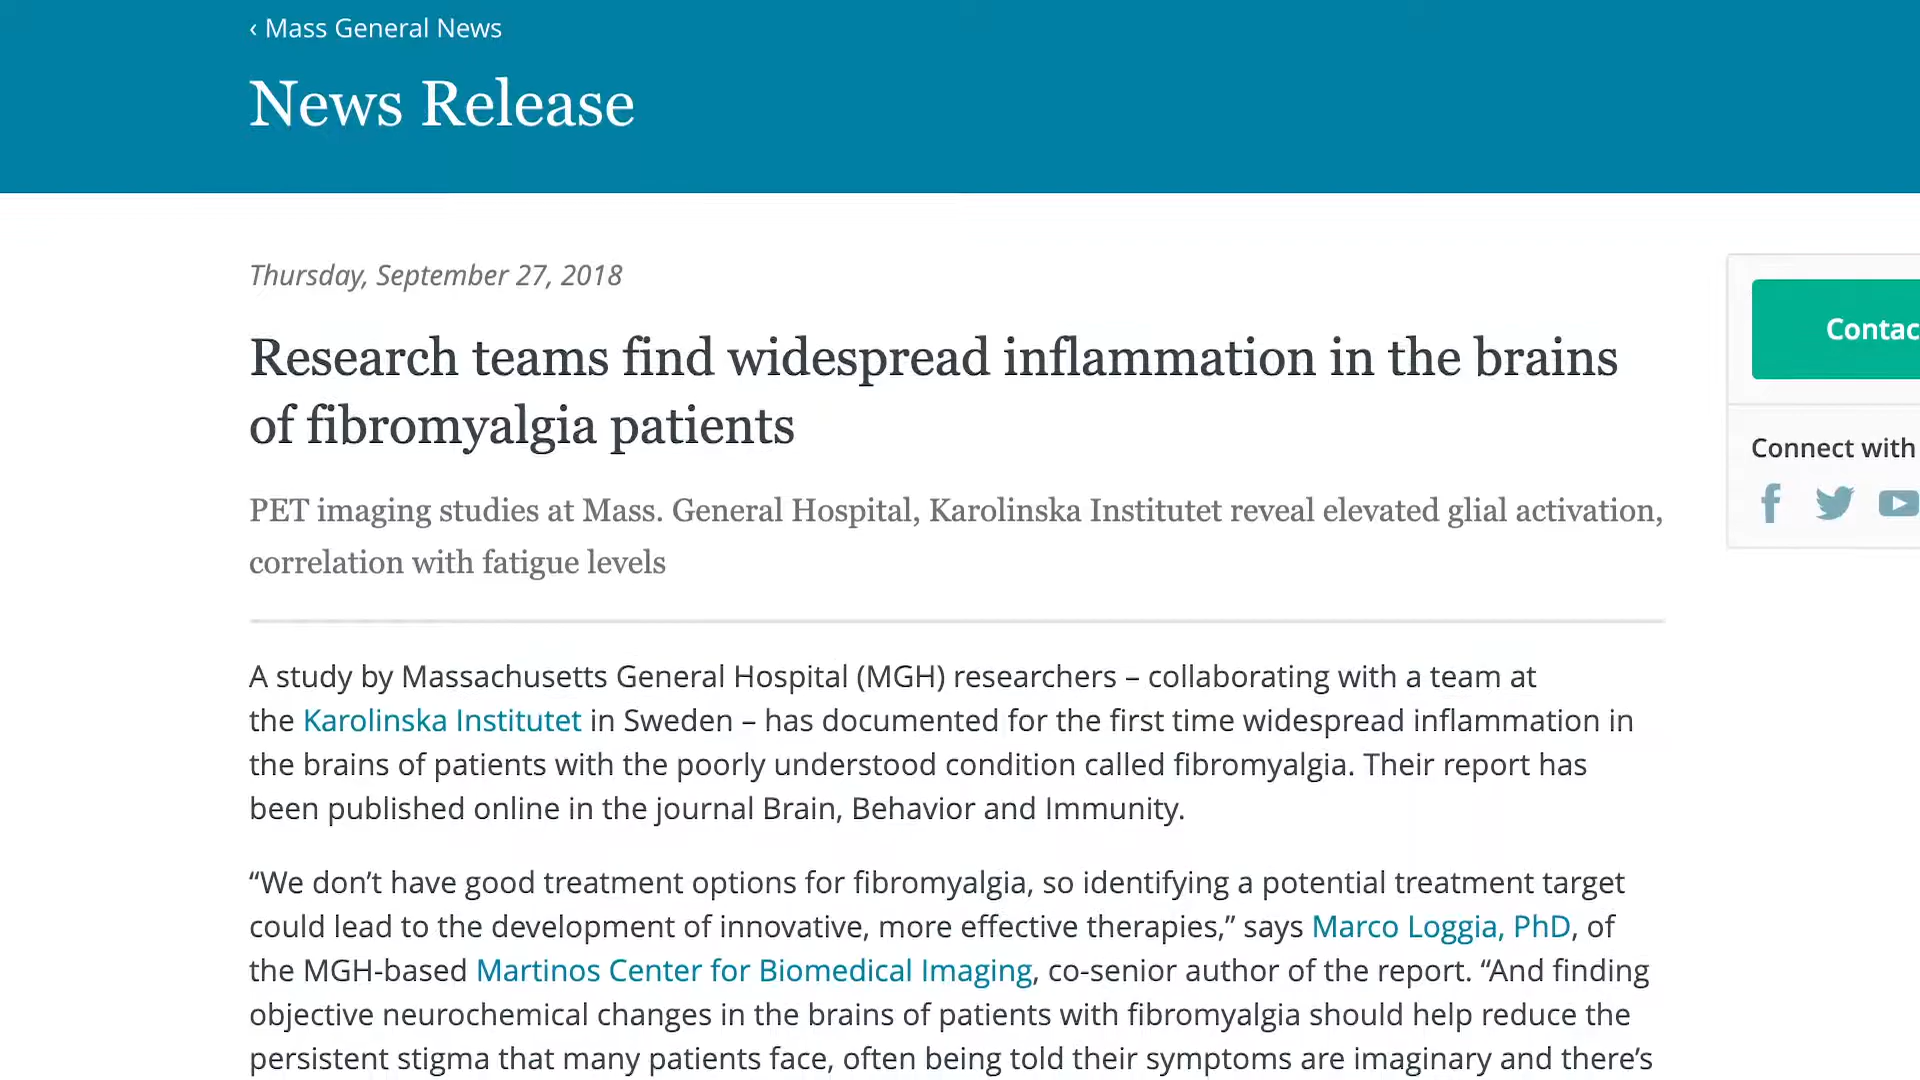 ‹ Mass General News
News Release
Thursday, September 27, 2018
Research teams find widespread inflammation in the brains
of fibromyalgia patients
PET imaging studies at Mass. General Hospital, Karolinska Institutet reveal elevated glial activation,
correlation with fatigue levels
A study by Massachusetts General Hospital (MGH) researchers – collaborating with a team at
the Karolinska Institutet in Sweden – has documented for the first time widespread inflammation in
the brains of patients with the poorly understood condition called fibromyalgia. Their report has
been published online in the journal Brain, Behavior and Immunity.
“We don’t have good treatment options for fibromyalgia, so identifying a potential treatment target
could lead to the development of innovative, more effective therapies,” says Marco Loggia, PhD, of
the MGH-based Martinos Center for Biomedical Imaging, co-senior author of the report. “And finding
objective neurochemical changes in the brains of patients with fibromyalgia should help reduce the
persistent stigma that many patients face, often being told their symptoms are imaginary and there’s
Contac
Connect with